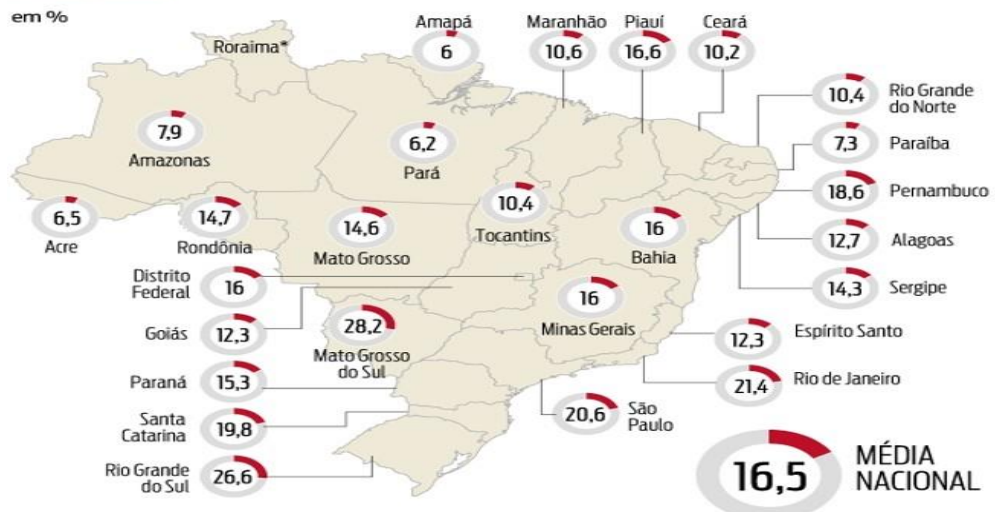 em %
Roraima*
Amapá
6
Maranhão
10,6
Piauí
16,6
Ceará
10,2
10,4
Rio Grande
do Norte
7,3
Paraíba
18,6
Pernambuco
12,7
Alagoas
14,3
Sergipe
7,9
Amazonas
6,2
Pará
6,5
Acre
14,7
Rondônia
14,6
Mato Grosso
10,4
Tocantins
16
Bahia
Distrito
Federal
16
Goiás
12,3
28,2
Mato Grosso
do Sul
16
Minas Gerais
12,3
Espírito Santo
21,4
Rio de Janeiro
20,6
São
Paulo
Paraná
15,3
Santa
Catarina
19,8
Rio Grande
do Sul
26,6
16,5
MÉDIA
NACIONAL